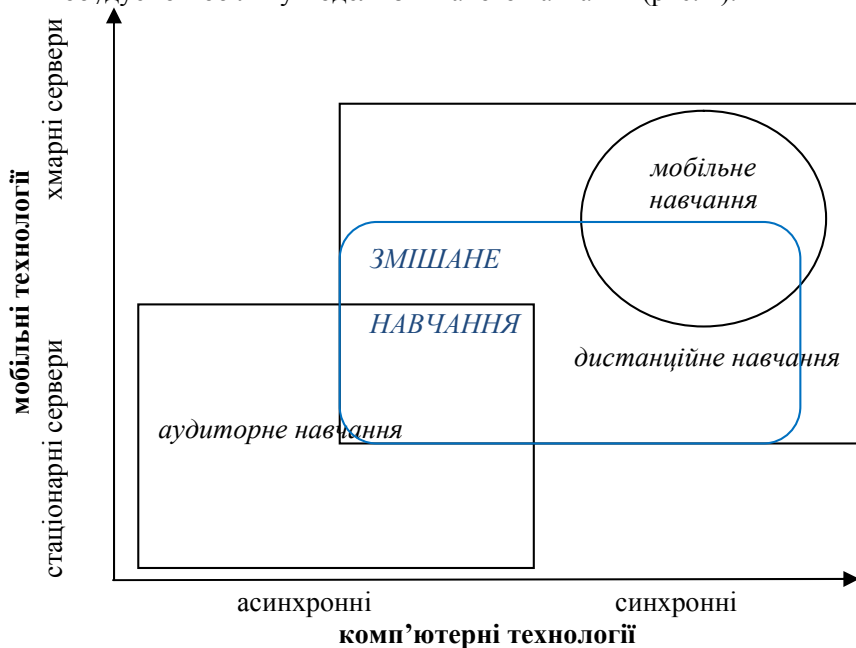 хмарні сервери
мобільні технології
стаціонарні сервери
мобільне
навчання
ЗМІШАНЕ
НАВЧАННЯ
дистанційне навчання
аудиторне навчання
асинхронні
синхронні
комп’ютерні технології